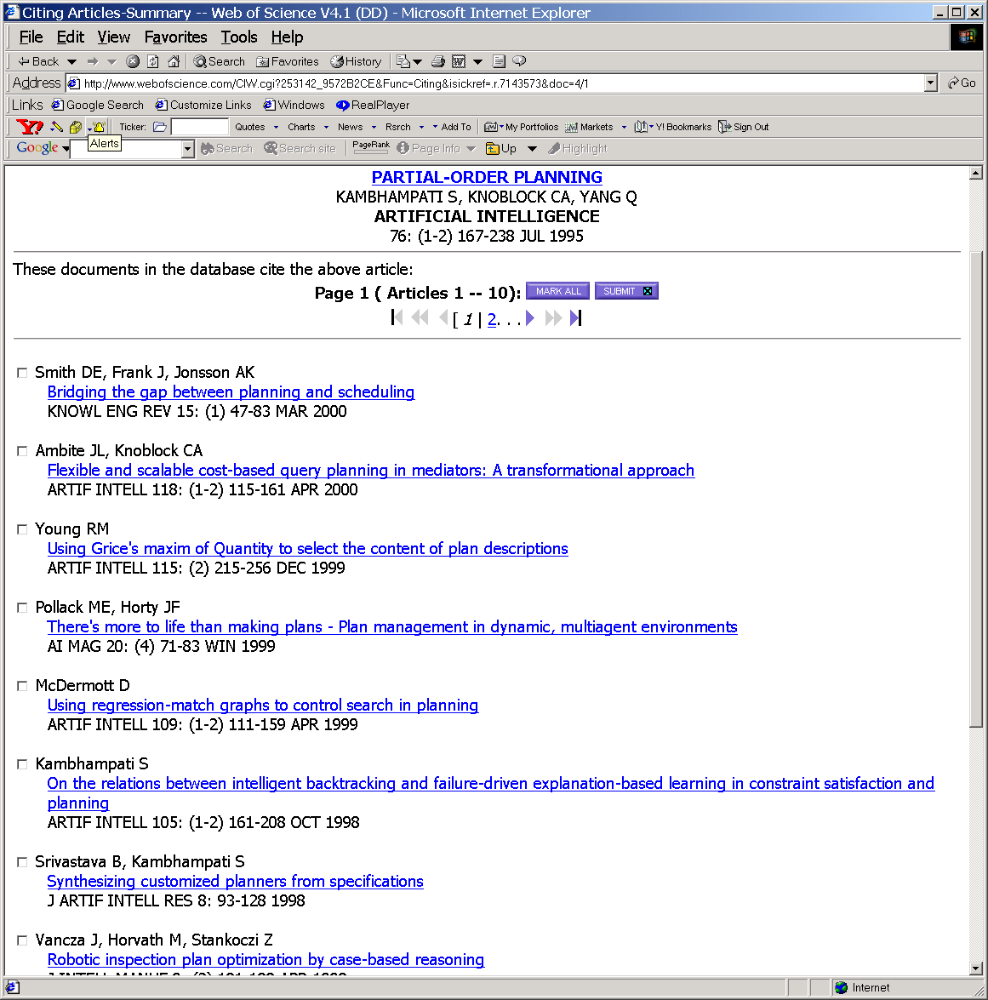 Citing Articles-Summary -- Web of Science V4.1 (DD) - Microsoft Internet Explorer
File Edit View Favorites Tools Help
Back Search Favorites History
Address http://www.webofscience.com/CIW.cgi?253142_9572B2CE&Func=Citing&isickref=.r.7143573&doc=4/1 Go
Links Google Search Customize Links Windows RealPlayer
Y! Ticker: Quotes Charts News Rsrch Add To My Portfolios Markets Y! Bookmarks Sign Out
Alerts
Google Search Search site PageRank Page Info Up Highlight
PARTIAL-ORDER PLANNING
KAMBHAMPATI S, KNOBLOCK CA, YANG Q
ARTIFICIAL INTELLIGENCE
76: (1-2) 167-238 JUL 1995
These documents in the database cite the above article:
Page 1 ( Articles 1 -- 10): MARK ALL SUBMIT
[ 1 | 2. . .
Smith DE, Frank J, Jonsson AK
Bridging the gap between planning and scheduling
KNOWL ENG REV 15: (1) 47-83 MAR 2000
Ambite JL, Knoblock CA
Flexible and scalable cost-based query planning in mediators: A transformational approach
ARTIF INTELL 118: (1-2) 115-161 APR 2000
Young RM
Using Grice's maxim of Quantity to select the content of plan descriptions
ARTIF INTELL 115: (2) 215-256 DEC 1999
Pollack ME, Horty JF
There's more to life than making plans - Plan management in dynamic, multiagent environments
AI MAG 20: (4) 71-83 WIN 1999
McDermott D
Using regression-match graphs to control search in planning
ARTIF INTELL 109: (1-2) 111-159 APR 1999
Kambhampati S
On the relations between intelligent backtracking and failure-driven explanation-based learning in constraint satisfaction and
planning
ARTIF INTELL 105: (1-2) 161-208 OCT 1998
Srivastava B, Kambhampati S
Synthesizing customized planners from specifications
J ARTIF INTELL RES 8: 93-128 1998
Vancza J, Horvath M, Stankoczi Z
Robotic inspection plan optimization by case-based reasoning
Internet